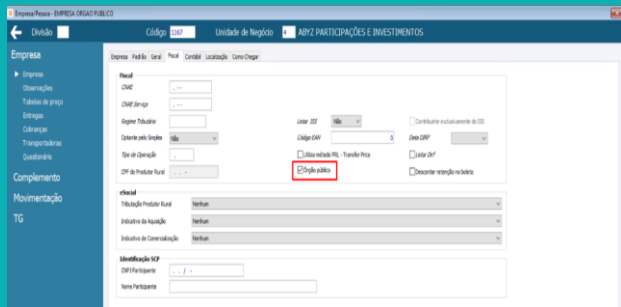 Empresa/Pessoa - EMPRESA ORGAO PUBLICO
Divisão Código 1167 Unidade de Negócio 4 ABYZ PARTICIPAÇÕES E INVESTIMENTOS
Empresa
Empresa
Observações
Tabelas de preço
Entregas
Cobranças
Transportadoras
Questionário
Complemento
Movimentação
TG
Empresa Padrão Geral Fiscal Contábil Localização Como Chegar
Fiscal
CNAE
CNAE Serviço
Regime Tributário Listar ISS Não Contribuinte exclusivamente do ISS
Optante pelo Simples Não Código EAN 0 Data DIRF
Tipo de Operação Utiliza método PRL - Transfer Price Listar Dirf
CPF do Produtor Rural Órgão público Descontar retenção no boleto
eSocial
Tributação Produtor Rural Nenhum
Indicativo da Aquisição Nenhum
Indicativo de Comercialização Nenhum
Identificação SCP
CNPJ Participante . . / -
Nome Participante